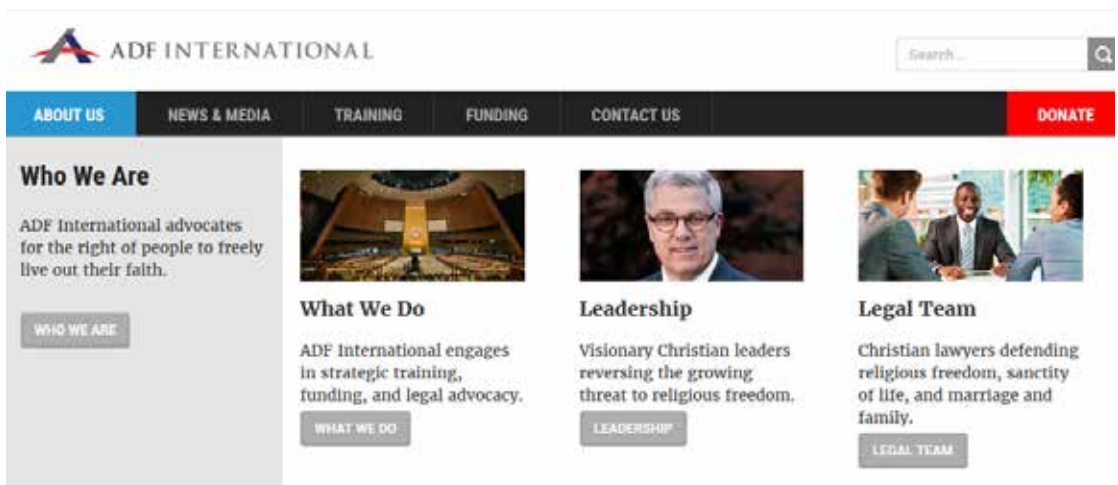 ADF INTERNATIONAL
Search...
ABOUT US
NEWS & MEDIA
TRAINING
FUNDING
CONTACT US
DONATE
Who We Are
ADF International advocates
for the right of people to freely
live out their faith.
WHO WE ARE
What We Do
ADF International engages
in strategic training,
funding, and legal advocacy.
WHAT WE DO
Leadership
Visionary Christian leaders
reversing the growing
threat to religious freedom.
LEADERSHIP
Legal Team
Christian lawyers defending
religious freedom, sanctity
of life, and marriage and
family.
LEGAL TEAM